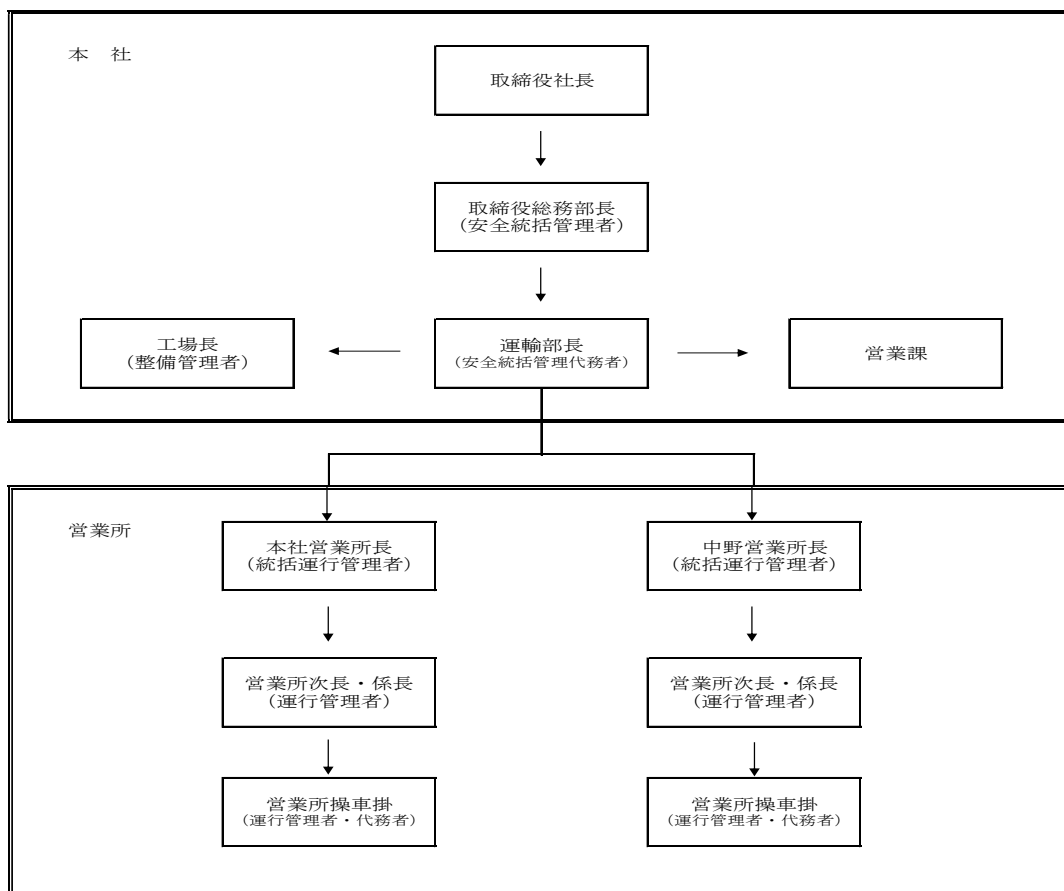 本　社
取締役社長
取締役総務部長
(安全統括管理者)
工場長
(整備管理者)
運輸部長
(安全統括管理代務者)
営業課
営業所
本社営業所長
(統括運行管理者)
中野営業所長
(統括運行管理者)
営業所次長・係長
(運行管理者)
営業所次長・係長
(運行管理者)
営業所操車掛
(運行管理者・代務者)
営業所操車掛
(運行管理者・代務者)